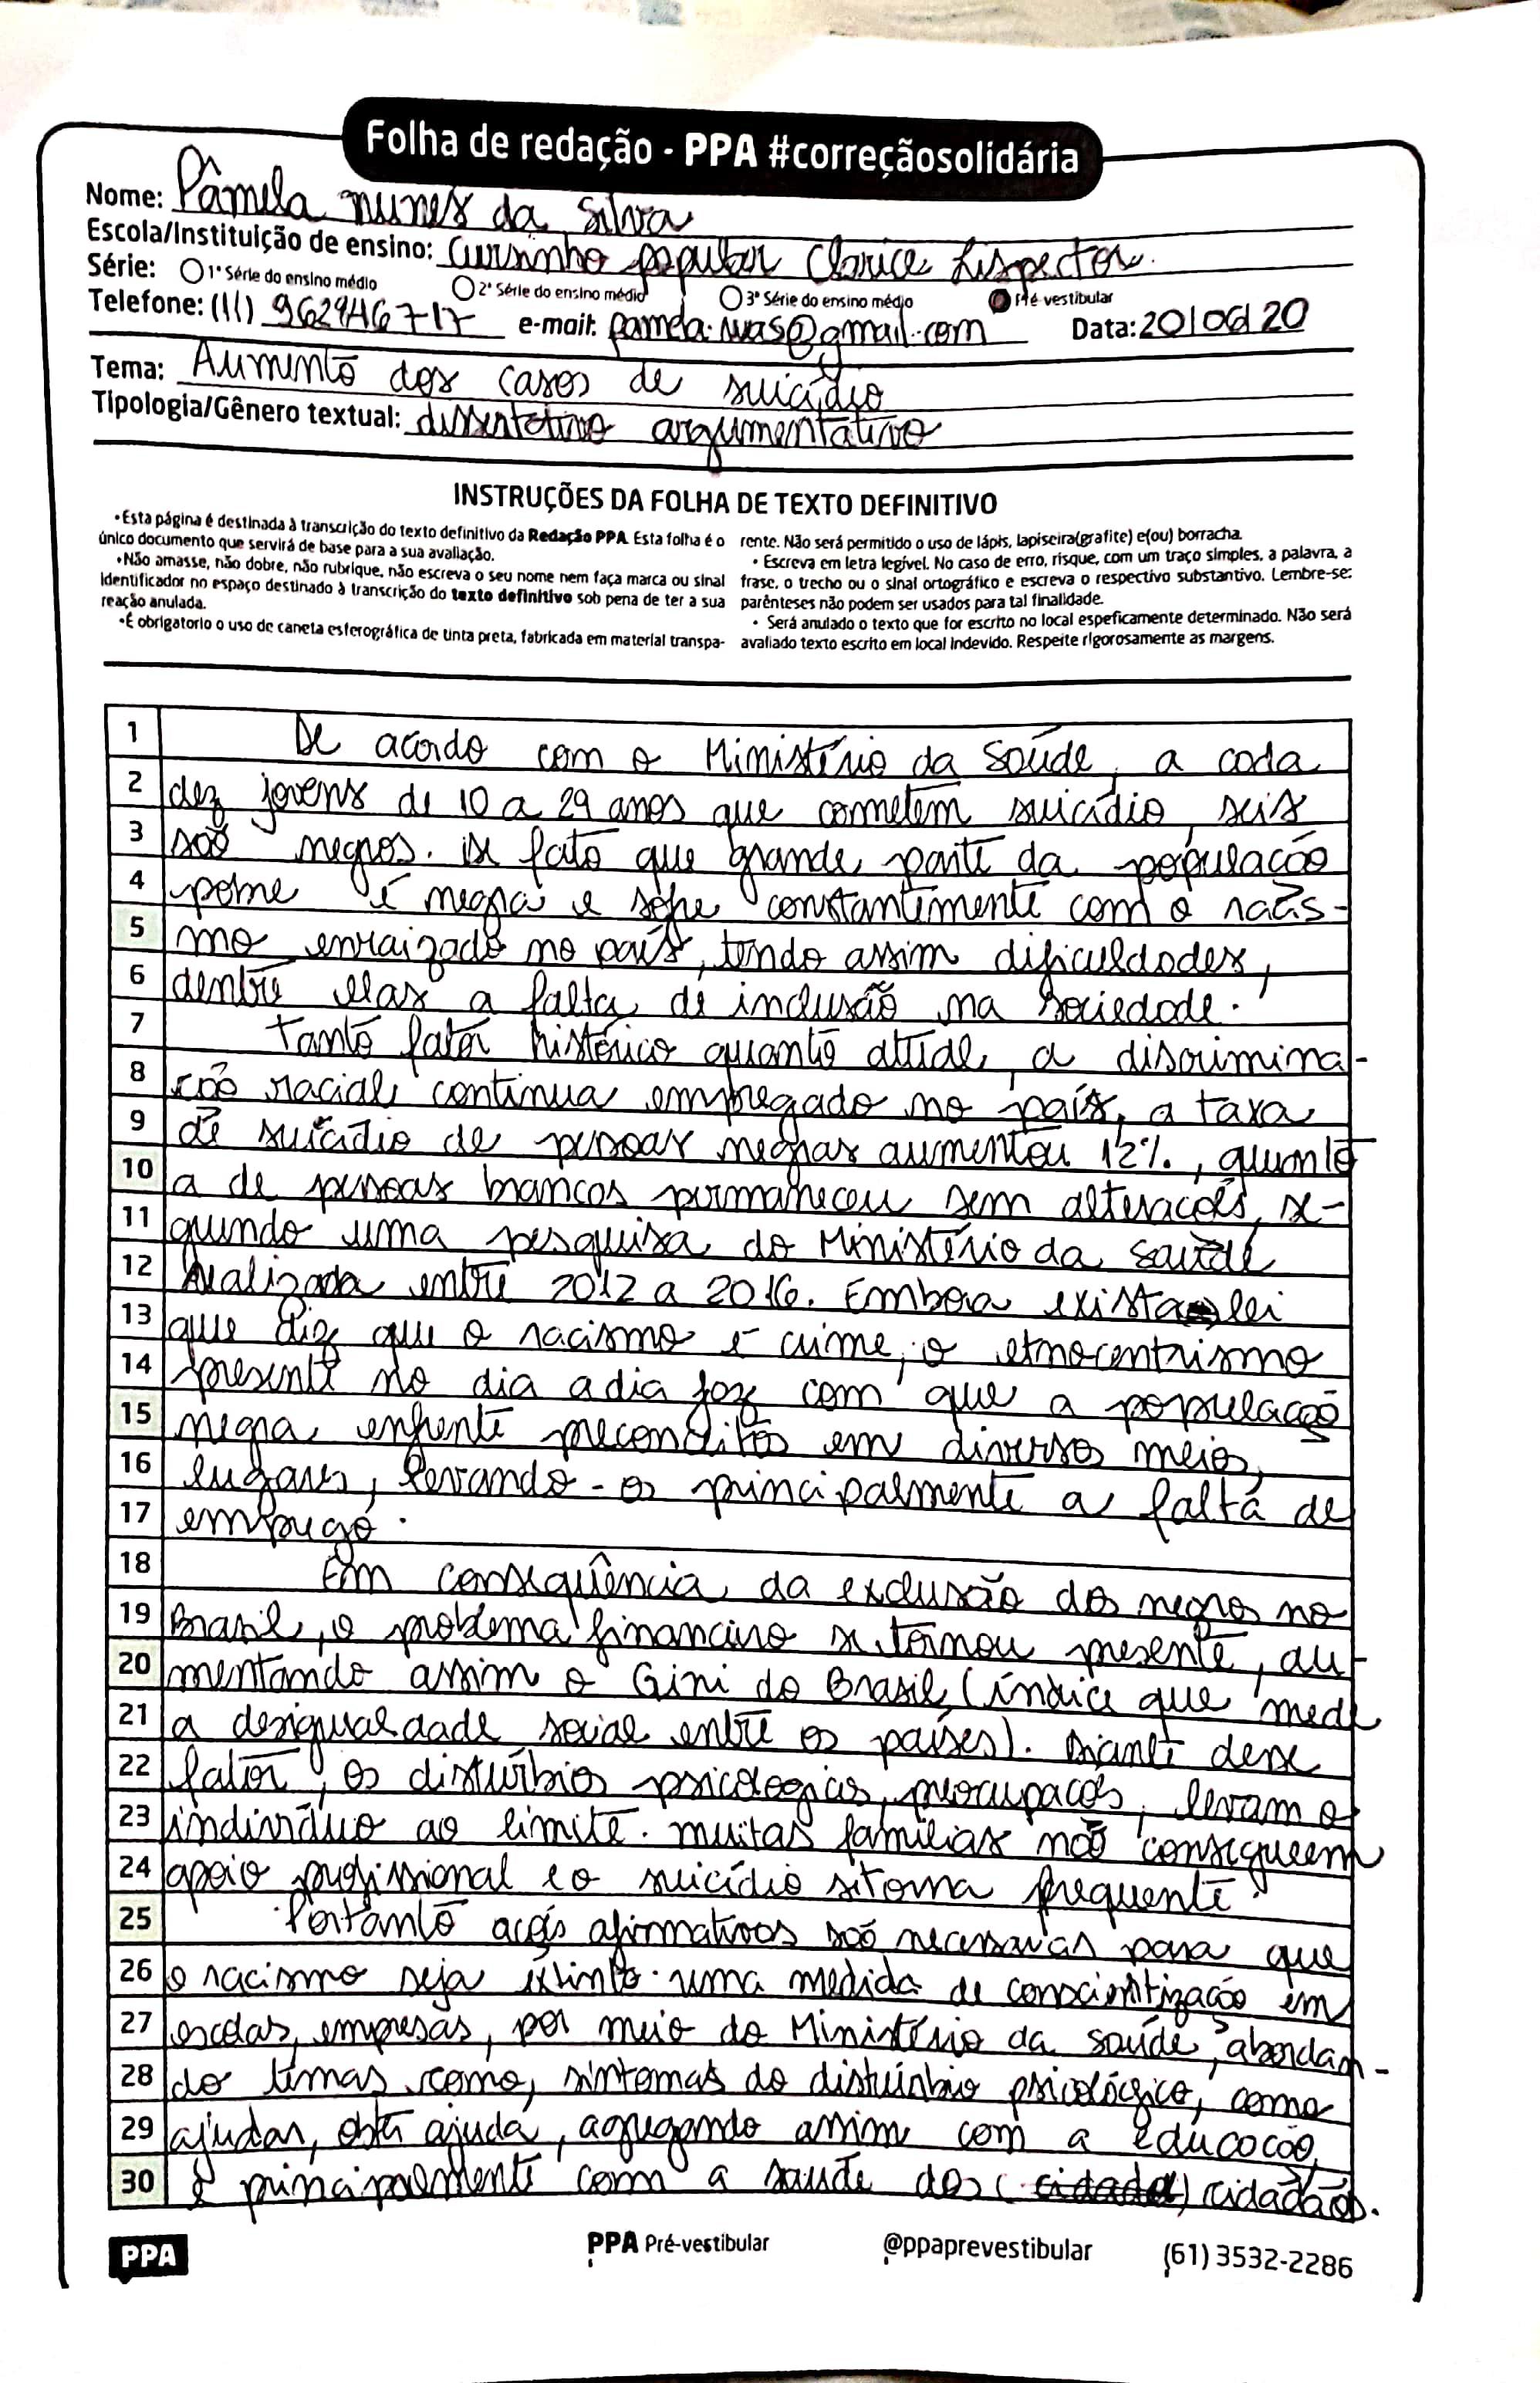 Folha de redação - PPA #correçãosolidária
Nome: Pâmela nunes da Silva
Escola/Instituição de ensino: Cursinho popular Clarice Lispector.
Série: 1ª Série do ensino médio 2ª Série do ensino médio 3ª Série do ensino médio Pré vestibular
Telefone: (11) 962946717 e-mail: @gmail.com Data: 20/06/20
Tema: Aumento dos casos de suicídio
Tipologia/Gênero textual: dissertativo argumentativo
INSTRUÇÕES DA FOLHA DE TEXTO DEFINITIVO
•Esta página é destinada à transcrição do texto definitivo da Redação PPA. Esta folha é o
único documento que servirá de base para a sua avaliação.
•Não amasse, não dobre, não rubrique, não escreva o seu nome nem faça marca ou sinal
identificador no espaço destinado à transcrição do texto definitivo sob pena de ter a sua
reação anulada.
•É obrigatorio o uso de caneta esferográfica de tinta preta, fabricada em material transpa-
rente. Não será permitido o uso de lápis, lapiseira(grafite) e(ou) borracha.
• Escreva em letra legível. No caso de erro, risque, com um traço simples, a palavra, a
frase, o trecho ou o sinal ortográfico e escreva o respectivo substantivo. Lembre-se:
parênteses não podem ser usados para tal finalidade.
• Será anulado o texto que for escrito no local espeficamente determinado. Não será
avaliado texto escrito em local indevido. Respeite rigorosamente as margens.
1 De acordo com o Ministério da Saúde, a cada
2 dez jovens de 10 a 29 anos que cometem suicídio, seis
3 são negros. De fato que grande parte da população
4 pobre é negra e sofre constantemente com o racis-
5 mo enraizado no país, tendo assim dificuldades,
6 dentre elas a falta de inclusão na sociedade.
7 Tanto fator histórico quanto atual, a discrimina-
8 ção racial continua empregado no país, a taxa
9 de suicídio de pessoas negras aumentou 12%, quanto
10 a de pessoas brancas permaneceu sem alterações, se-
11 gundo uma pesquisa do Ministério da saúde
12 realizada entre 2012 a 2016. Embora exista lei
13 que diz que o racismo é crime, o etnocentrismo
14 presente no dia a dia faz com que a população
15 negra enfrente preconceitos em diverso meios,
16 lugares, levando-os principalmente a falta de
17 emprego.
18 Em consequência da exclusão dos negros no
19 Brasil, o problema financeiro se tornou presente, au-
20 mentando assim o Gini do Brasil, (índice que mede
21 a desigualdade social entre os países). Diante desse
22 fator, os distúrbios psicologicos, preocupações, levam o
23 indivíduo ao limite. muitas famílias não conseguem
24 apoio profissional e o suicídio se torna frequente.
25 Portanto ações afirmativas são necessárias para que
26 o racismo seja extinto. uma medida de conscientização em
27 escolas, empresas, por meio do Ministério da saúde, abordan-
28 do temas como, sintomas do distúrbio psicológico, como
29 ajudar, obter ajuda, agregando assim com a educação,
30 e principalmente com a saude dos ( ) cidadãos.
PPA
PPA Pré-vestibular @ppaprevestibular (61) 3532-2286